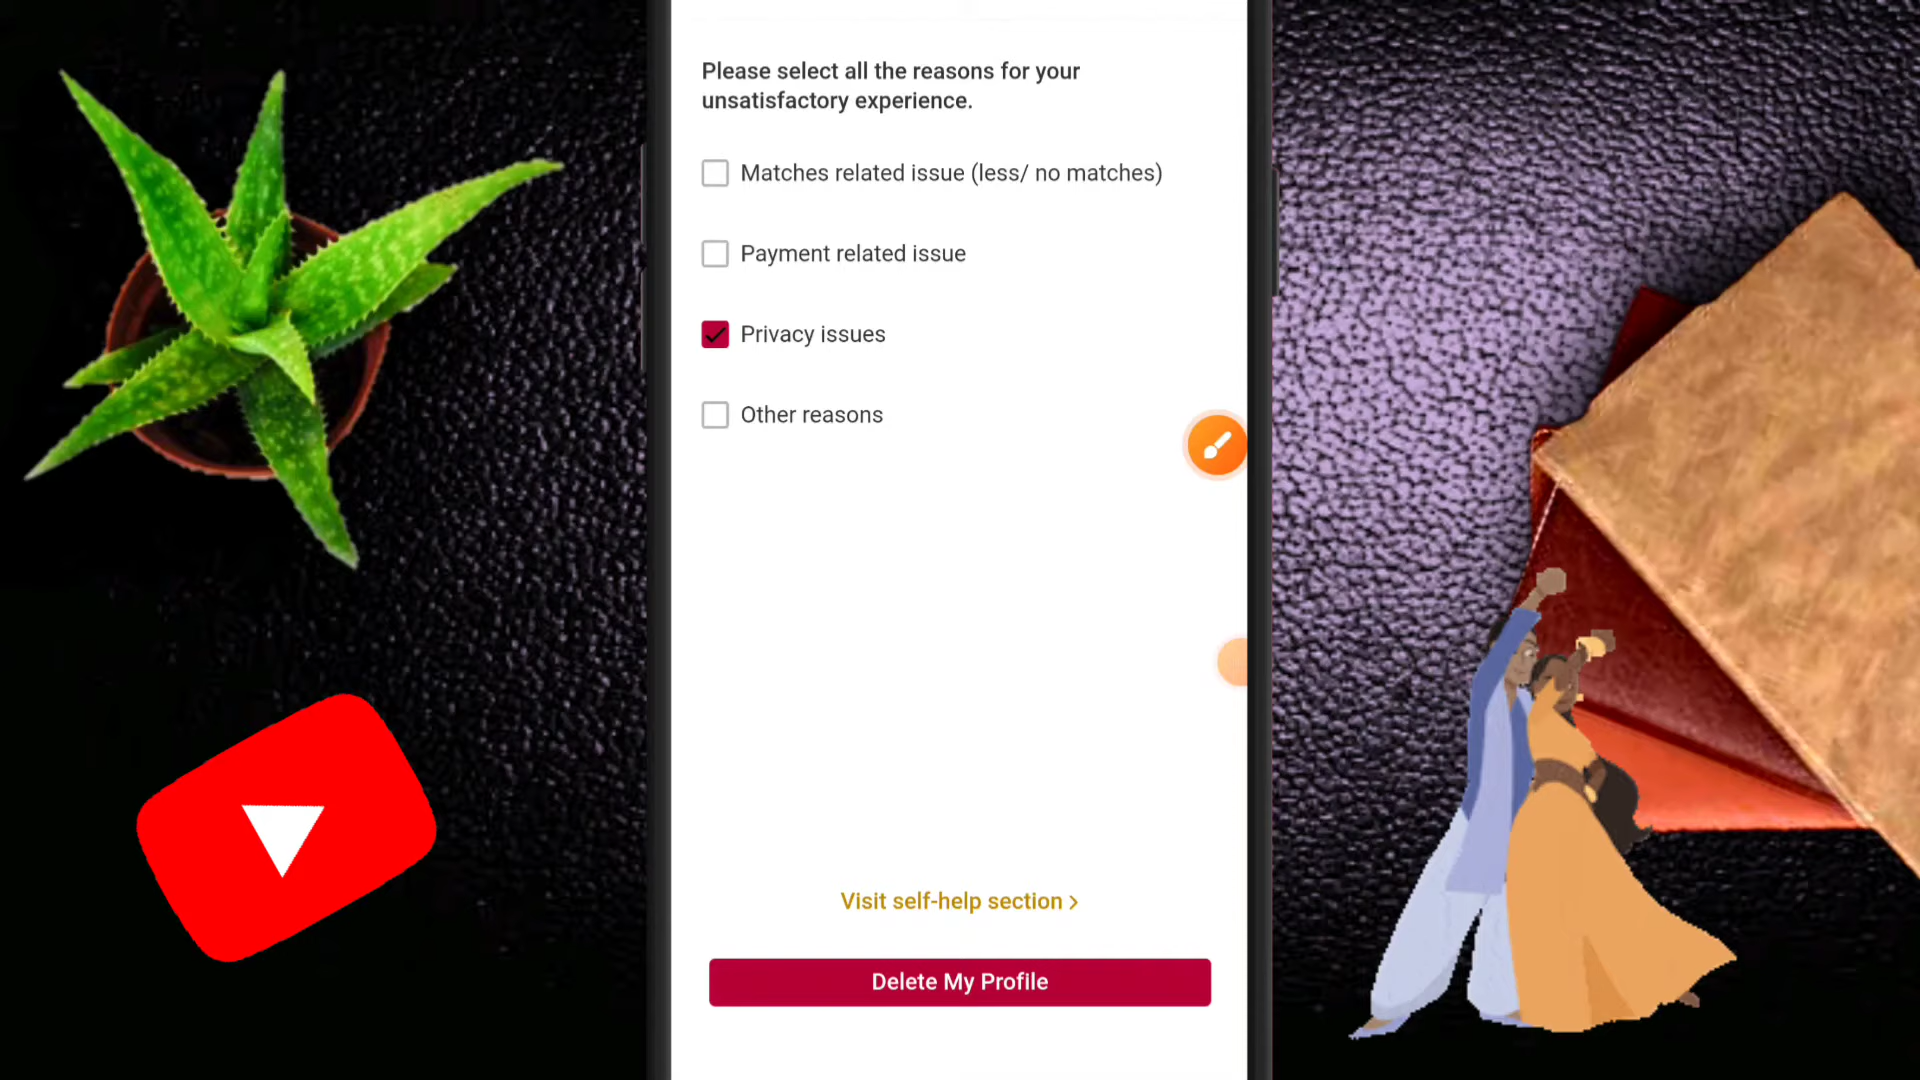 Please select all the reasons for your
unsatisfactory experience.
Matches related issue (less/ no matches)
Payment related issue
Privacy issues
Other reasons
Visit self-help section >
Delete My Profile